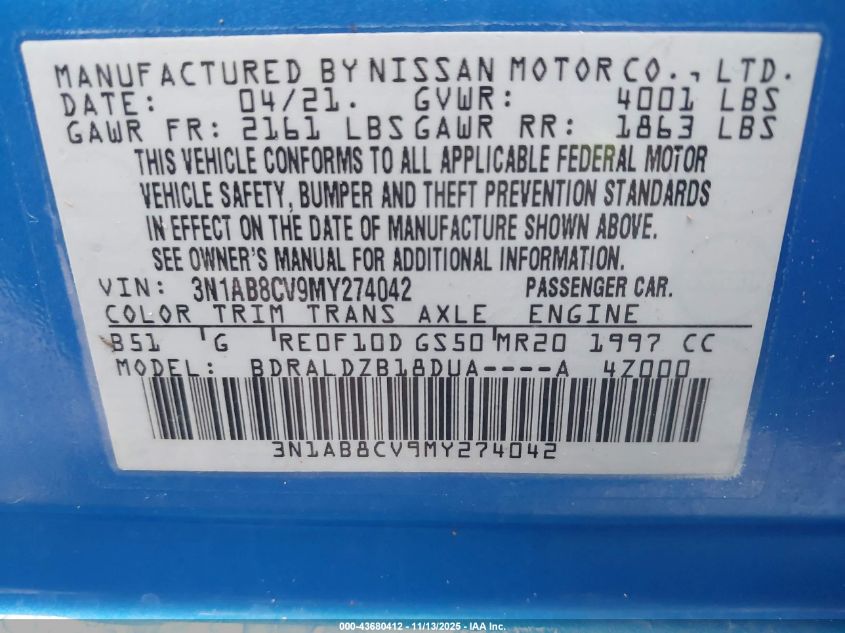 MANUFACTURED BY NISSAN MOTOR CO., LTD.
DATE: 04/21. GVWR: 4001 LBS
GAWR FR: 2161 LBS GAWR RR: 1863 LBS
THIS VEHICLE CONFORMS TO ALL APPLICABLE FEDERAL MOTOR
VEHICLE SAFETY, BUMPER AND THEFT PREVENTION STANDARDS
IN EFFECT ON THE DATE OF MANUFACTURE SHOWN ABOVE.
SEE OWNER'S MANUAL FOR ADDITIONAL INFORMATION.
VIN: 3N1AB8CV9MY274042 PASSENGER CAR.
COLOR TRIM TRANS AXLE ENGINE
B51 'G 'RE0F10D GS50'MR20 1997 CC
MODEL: BDRALDZB18DUA----A 4Z000
3N1AB8CV9MY274042
000-43680412 - 11/13/2025 - IAA Inc.